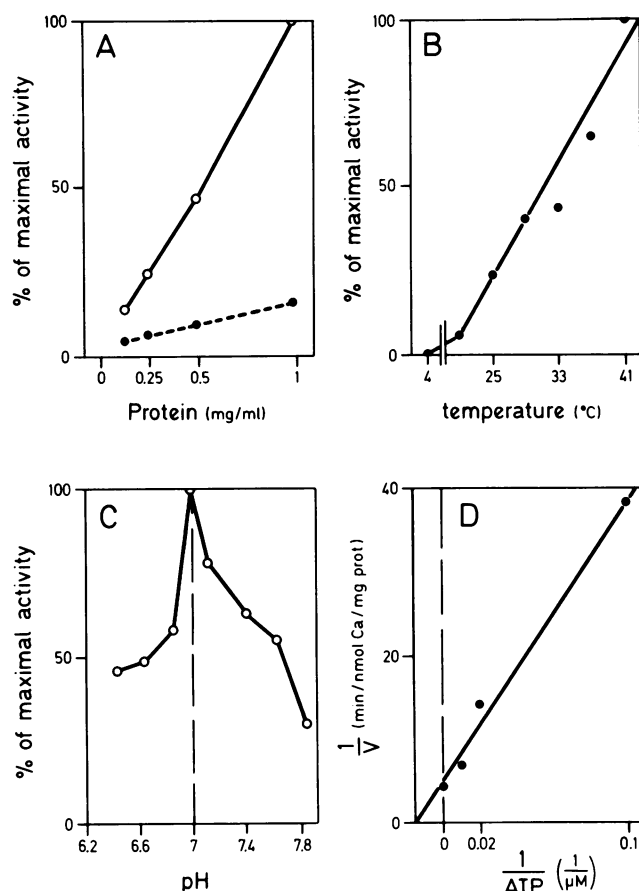 A
% of maximal activity
100
50
0
0 0.25 0.5 1
Protein (mg/ml)
B
% of maximal activity
100
50
0
4 25 33 41
temperature (°C)
C
% of maximal activity
100
50
0
6.2 6.6 7 7.4 7.8
pH
D
1/V (min/nmol Ca/mg prot)
40
20
0
0 0.02 0.1
1/ATP (1/μM)